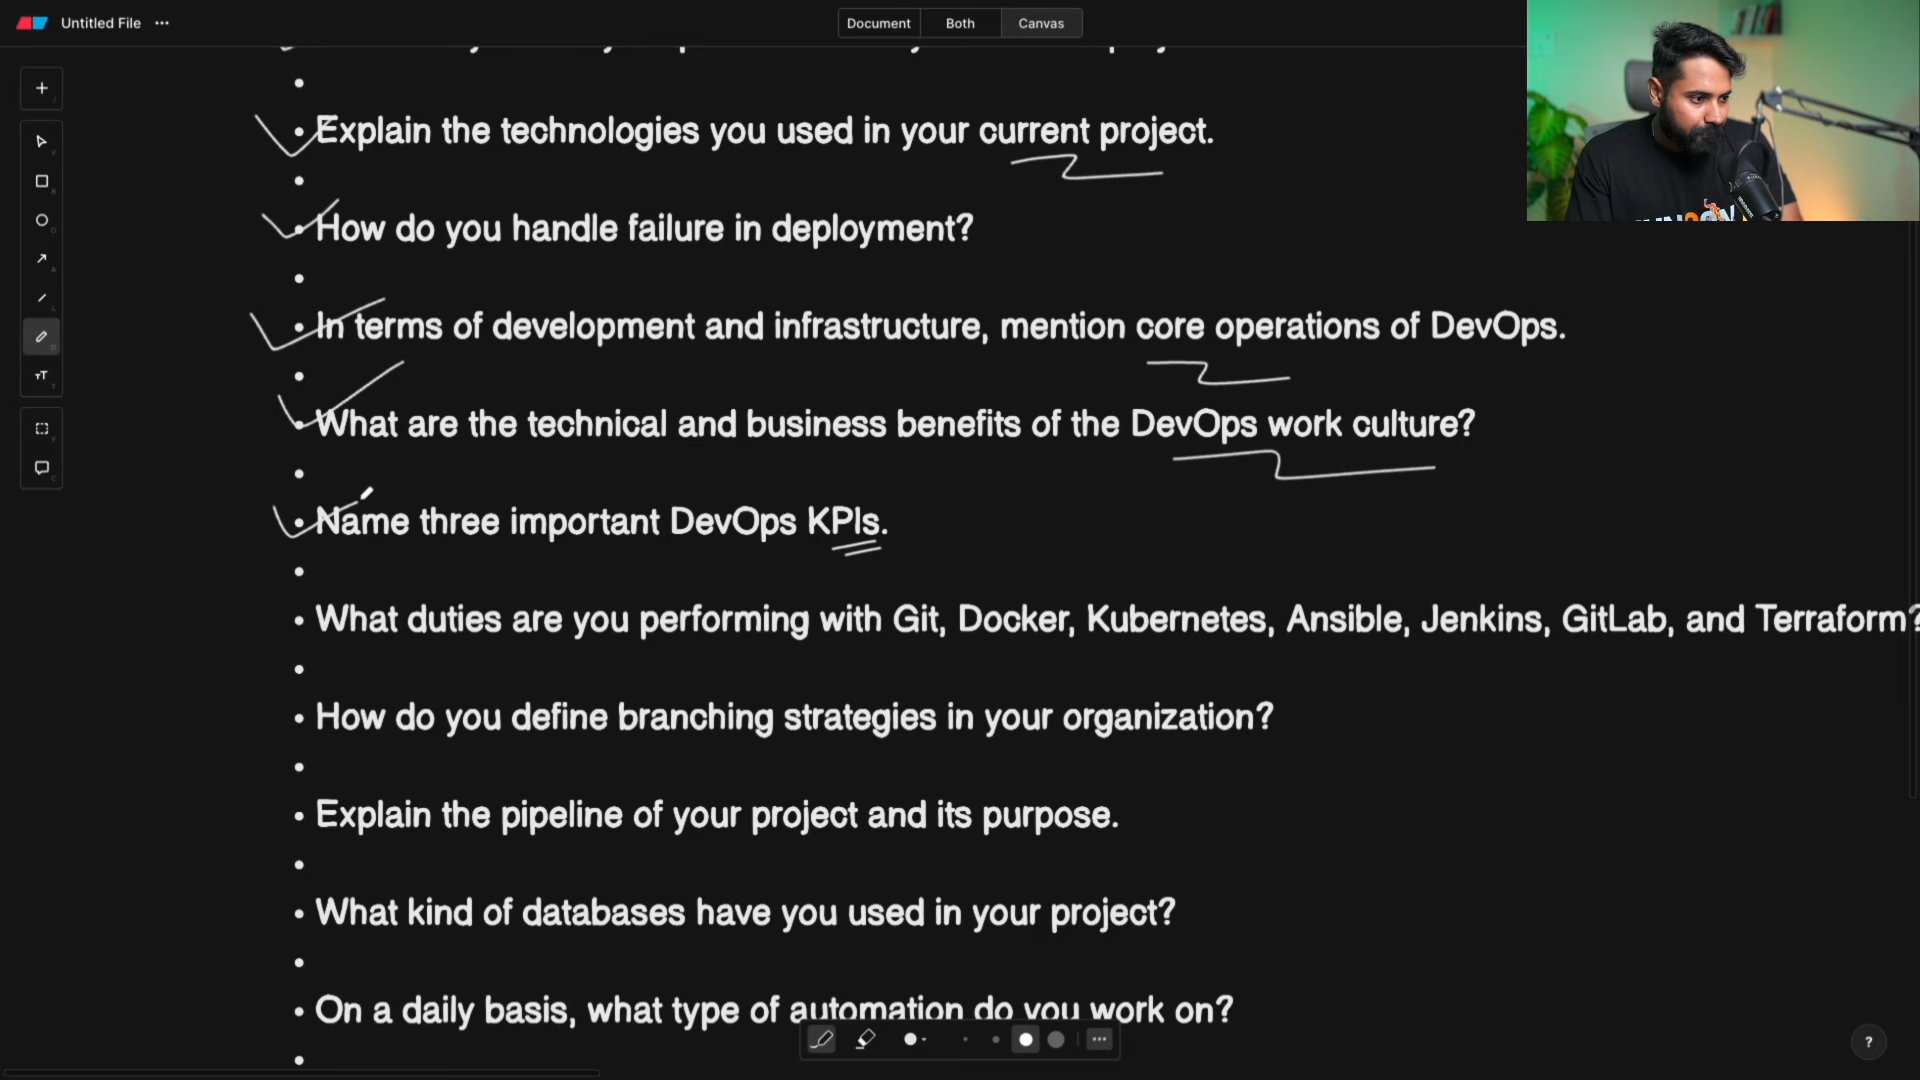 Untitled File
Document Both Canvas
• Explain the technologies you used in your current project.
• How do you handle failure in deployment?
• In terms of development and infrastructure, mention core operations of DevOps.
• What are the technical and business benefits of the DevOps work culture?
• Name three important DevOps KPIs.
• What duties are you performing with Git, Docker, Kubernetes, Ansible, Jenkins, GitLab, and Terraform?
• How do you define branching strategies in your organization?
• Explain the pipeline of your project and its purpose.
• What kind of databases have you used in your project?
• On a daily basis, what type of automation do you work on?